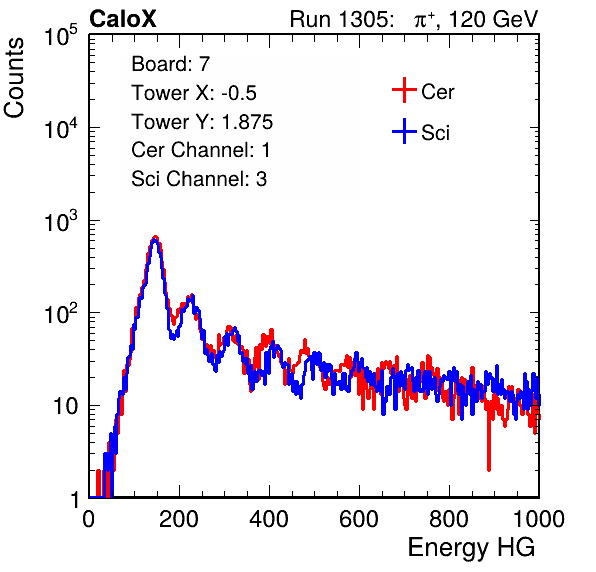 CaloX Run 1305: π⁺, 120 GeV
Counts
10⁵
10⁴
10³
10²
10
1
Board: 7
Tower X: -0.5
Tower Y: 1.875
Cer Channel: 1
Sci Channel: 3
Cer
Sci
0 200 400 600 800 1000
Energy HG